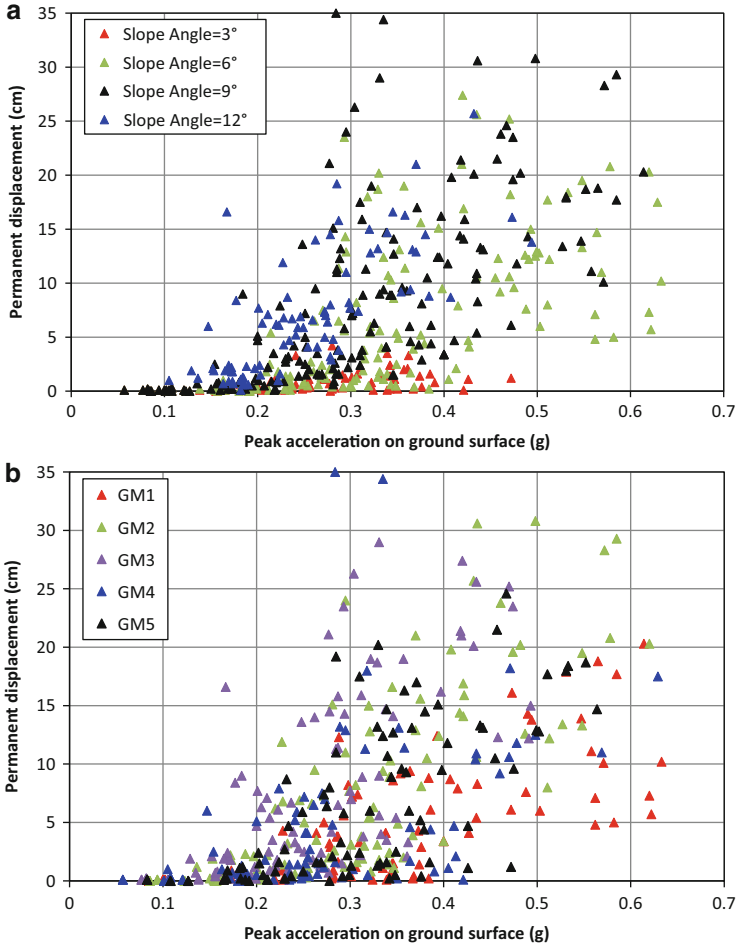 a
35
30
25
20
15
10
5
0
Permanent displacement (cm)
Slope Angle=3°
Slope Angle=6°
Slope Angle=9°
Slope Angle=12°
0 0.1 0.2 0.3 0.4 0.5 0.6 0.7
Peak acceleration on ground surface (g)
b
35
30
25
20
15
10
5
0
Permanent displacement (cm)
GM1
GM2
GM3
GM4
GM5
0 0.1 0.2 0.3 0.4 0.5 0.6 0.7
Peak acceleration on ground surface (g)